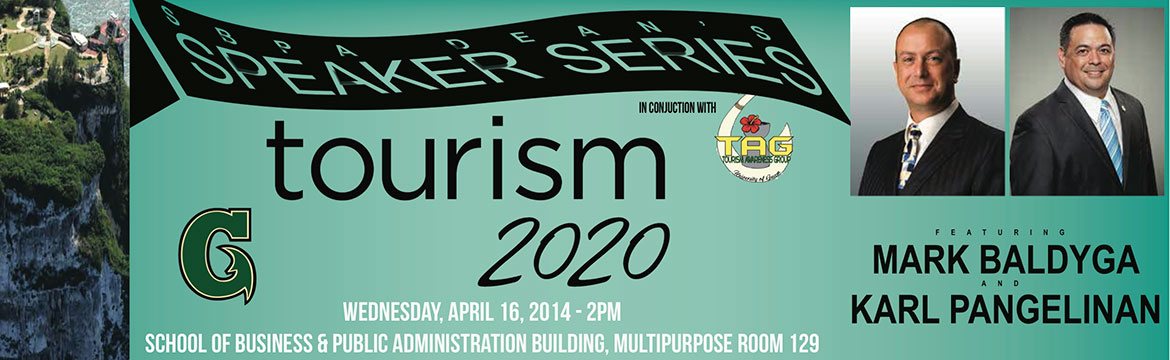 SBPA DEAN'S
SPEAKER SERIES
IN CONJUCTION WITH
TAG
TOURISM AWARENESS GROUP
University of Guam
tourism
2020
G
WEDNESDAY, APRIL 16, 2014 - 2PM
SCHOOL OF BUSINESS & PUBLIC ADMINISTRATION BUILDING, MULTIPURPOSE ROOM 129
FEATURING
MARK BALDYGA
AND
KARL PANGELINAN